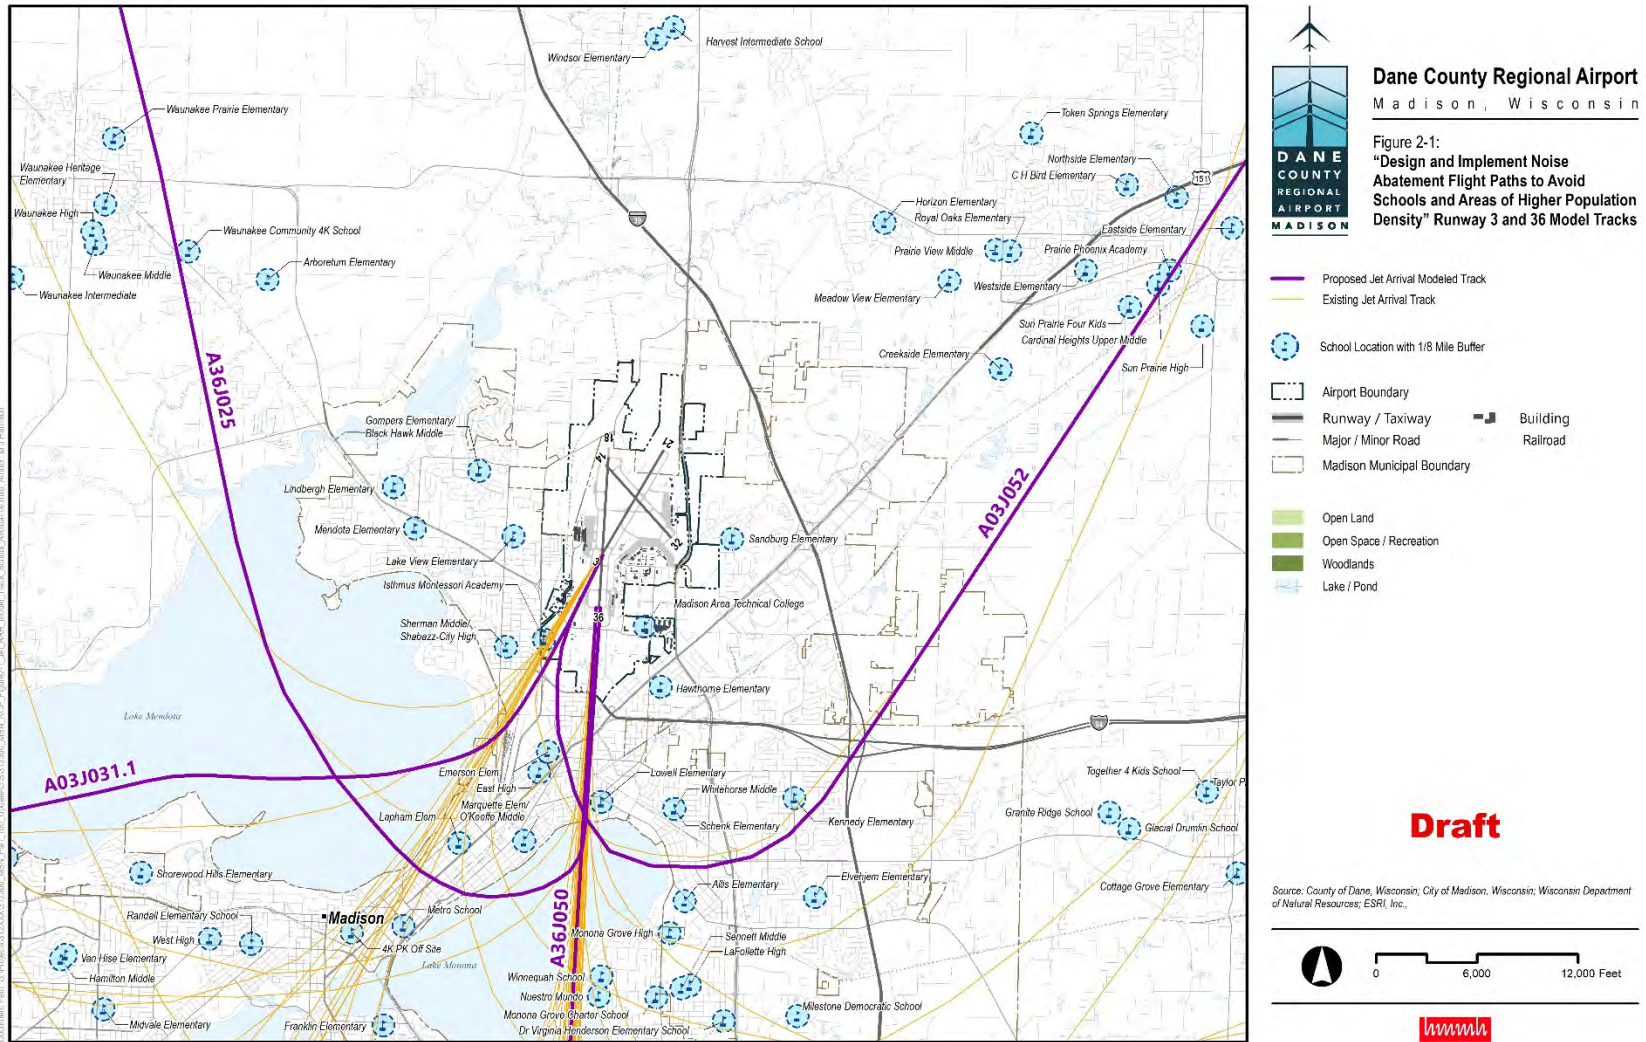 Harvest Intermediate School
Windsor Elementary
Waunakee Prairie Elementary
Token Springs Elementary
Northside Elementary
C H Bird Elementary
151
Waunakee Heritage
Elementary
Horizon Elementary
Royal Oaks Elementary
Waunakee High
Waunakee Community 4K School
Eastside Elementary
Prairie View Middle
Prairie Phoenix Academy
Arboretum Elementary
Waunakee Middle
Westside Elementary
Waunakee Intermediate
Meadow View Elementary
Sun Prairie Four Kids
Cardinal Heights Upper Middle
Creekside Elementary
Sun Prairie High
A36J025
Gompers Elementary/
Black Hawk Middle
18
21
14
Lindbergh Elementary
A03J052
Mendota Elementary
32
Sandburg Elementary
Lake View Elementary
3
Isthmus Montessori Academy
Madison Area Technical College
36
Sherman Middle/
Shabazz-City High
Hawthorne Elementary
Lake Mendota
A03J031.1
Emerson Elem
East High
Lowell Elementary
Together 4 Kids School
Taylor P
Whitehorse Middle
Marquette Elem/
O'Keeffe Middle
Lapham Elem
Schenk Elementary
Kennedy Elementary
Granite Ridge School
Glacial Drumlin School
Shorewood Hills Elementary
Allis Elementary
Elvehjem Elementary
Cottage Grove Elementary
Metro School
Randall Elementary School
Madison
A36J050
West High
Monona Grove High
Sennett Middle
4K PK Off Site
LaFollette High
Van Hise Elementary
Lake Monona
Hamilton Middle
Winnequah School
Nuestro Mundo
Milestone Democratic School
Monona Grove Charter School
Midvale Elementary
Franklin Elementary
Dr Virginia Henderson Elementary School
DANE
COUNTY
REGIONAL
AIRPORT
MADISON
Dane County Regional Airport
Madison, Wisconsin
Figure 2-1:
“Design and Implement Noise
Abatement Flight Paths to Avoid
Schools and Areas of Higher Population
Density” Runway 3 and 36 Model Tracks
Proposed Jet Arrival Modeled Track
Existing Jet Arrival Track
School Location with 1/8 Mile Buffer
Airport Boundary
Runway / Taxiway
Building
Major / Minor Road
Railroad
Madison Municipal Boundary
Open Land
Open Space / Recreation
Woodlands
Lake / Pond
Draft
Source: County of Dane, Wisconsin; City of Madison, Wisconsin; Wisconsin Department
of Natural Resources; ESRI, Inc.,
0 6,000 12,000 Feet
hmmh